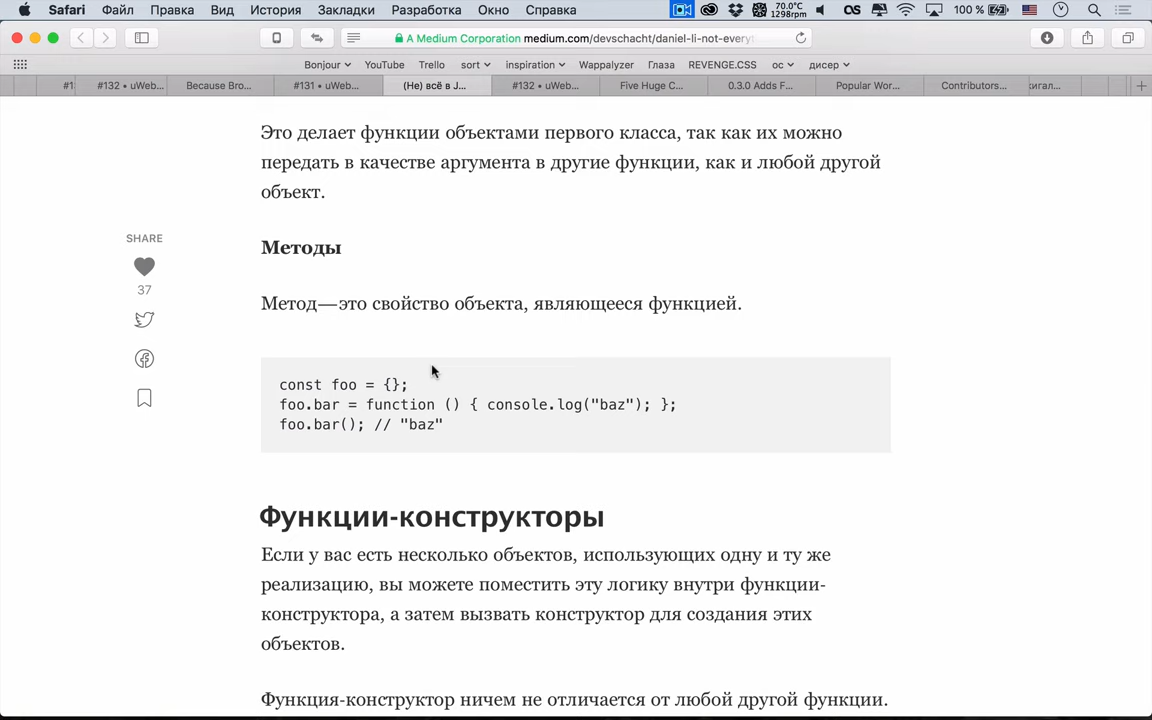 Safari Файл Правка Вид История Закладки Разработка Окно Справка 70.0°C 1298rpm 100 %
A Medium Corporation medium.com/devschacht/daniel-li-not-every
Bonjour YouTube Trello sort inspiration Wappalyzer Глаза REVENGE.CSS ос дисер
#1 #132 • uWeb... Because Bro... #131 • uWeb... (Не) всё в J... #132 • uWeb... Five Huge C... 0.3.0 Adds F... Popular Wor... Contributors...
Это делает функции объектами первого класса, так как их можно
передать в качестве аргумента в другие функции, как и любой другой
объект.
SHARE
37
Методы
Метод — это свойство объекта, являющееся функцией.
const foo = {};
foo.bar = function () { console.log("baz"); };
foo.bar(); // "baz"
Функции-конструкторы
Если у вас есть несколько объектов, использующих одну и ту же
реализацию, вы можете поместить эту логику внутри функции-
конструктора, а затем вызвать конструктор для создания этих
объектов.
Функция-конструктор ничем не отличается от любой другой функции.